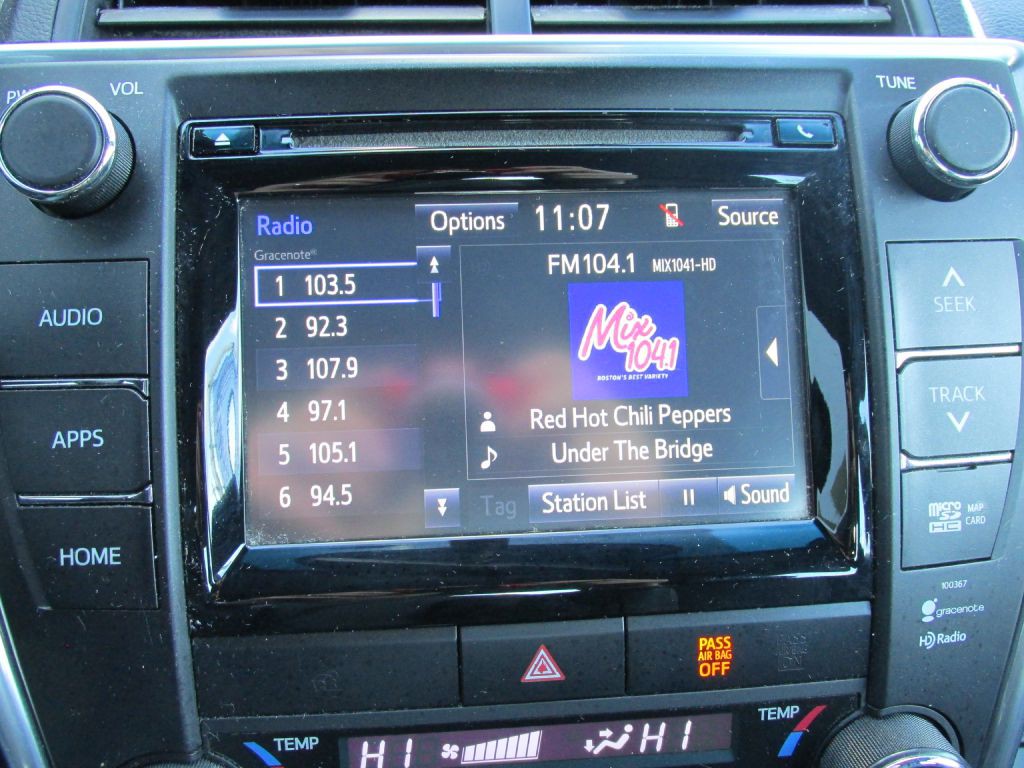 VOL
TUNE
Radio
Options
11:07
Source
Gracenote®
1 103.5
2 92.3
3 107.9
4 97.1
5 105.1
6 94.5
FM104.1 MIX1041-HD
Mix
104.1
BOSTON'S BEST VARIETY
Red Hot Chili Peppers
Under The Bridge
Tag
Station List
Sound
AUDIO
APPS
HOME
SEEK
TRACK
micro
SD
HC
MAP
CARD
100367
gracenote
HD Radio
PASS
AIR BAG
OFF
TEMP
HI
HI
TEMP